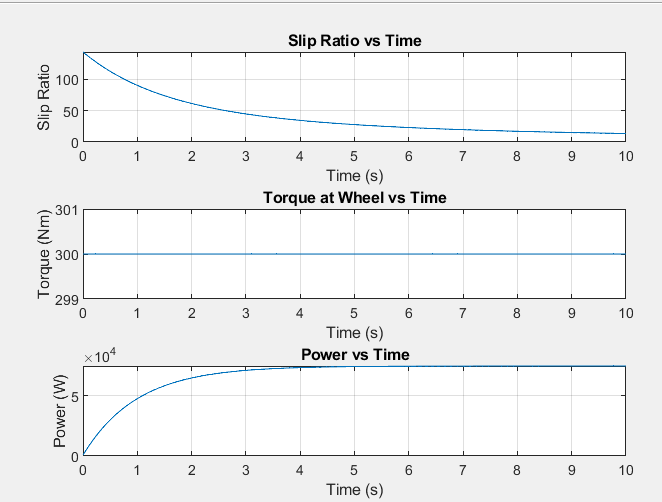 Slip Ratio vs Time
Slip Ratio
100
50
0
0 1 2 3 4 5 6 7 8 9 10
Time (s)
Torque at Wheel vs Time
Torque (Nm)
301
300
299
0 1 2 3 4 5 6 7 8 9 10
Time (s)
Power vs Time
×10⁴
Power (W)
5
0
0 1 2 3 4 5 6 7 8 9 10
Time (s)